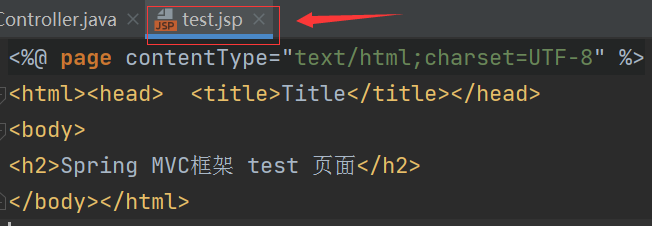 Controller.java test.jsp
<%@ page contentType="text/html;charset=UTF-8" %>
<html><head>  <title>Title</title></head>
<body>
<h2>Spring MVC框架 test 页面</h2>
</body></html>